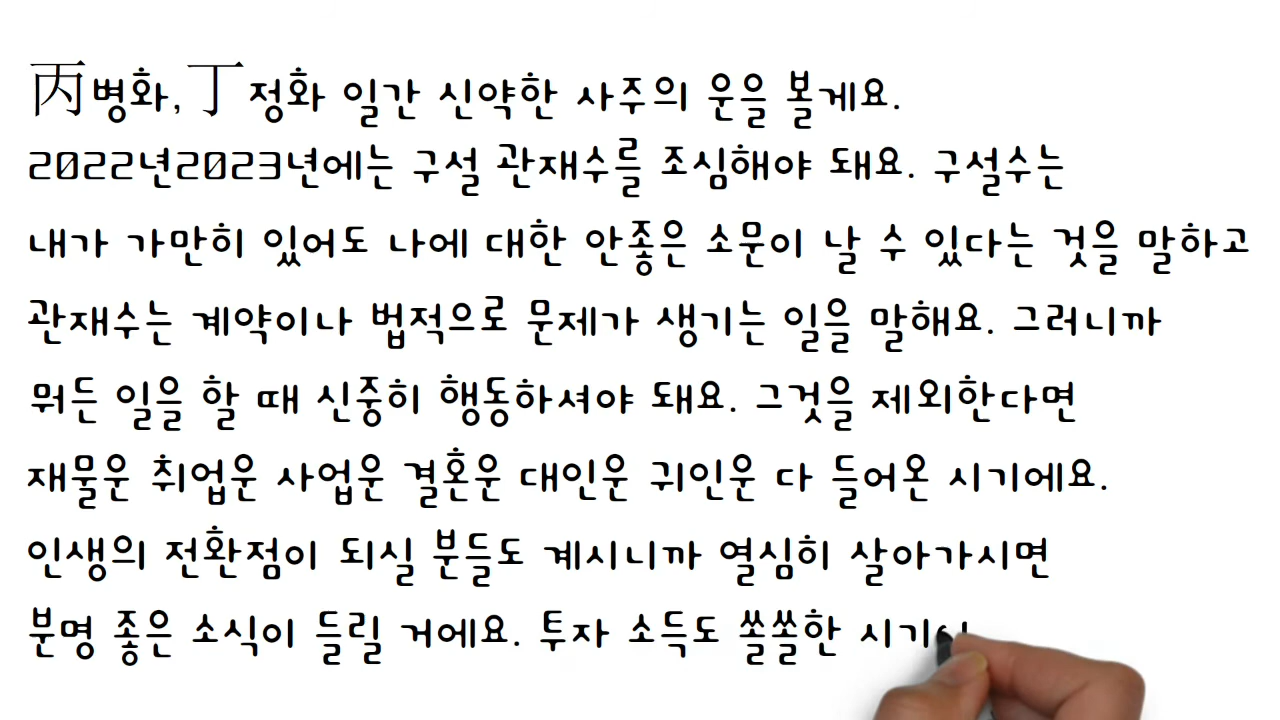 丙병화,丁정화 일간 신약한 사주의 운을 볼게요.
2022년2023년에는 구설 관재수를 조심해야 돼요. 구설수는
내가 가만히 있어도 나에 대한 안좋은 소문이 날 수 있다는 것을 말하고
관재수는 계약이나 법적으로 문제가 생기는 일을 말해요. 그러니까
뭐든 일을 할 때 신중히 행동하셔야 돼요. 그것을 제외한다면
재물운 취업운 사업운 결혼운 대인운 귀인운 다 들어온 시기에요.
인생의 전환점이 되실 분들도 계시니까 열심히 살아가시면
분명 좋은 소식이 들릴 거에요. 투자 소득도 쏠쏠한 시기